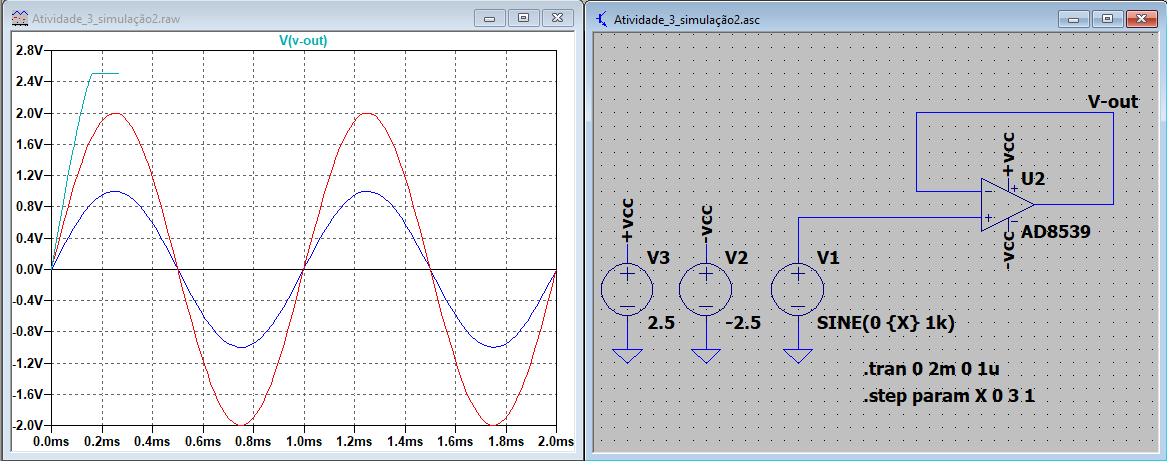 Atividade_3_simulação2.raw
V(v-out)
2.8V
2.4V
2.0V
1.6V
1.2V
0.8V
0.4V
0.0V
-0.4V
-0.8V
-1.2V
-1.6V
-2.0V
0.0ms 0.2ms 0.4ms 0.6ms 0.8ms 1.0ms 1.2ms 1.4ms 1.6ms 1.8ms 2.0ms
Atividade_3_simulação2.asc
V-out
+vcc
U2
AD8539
-vcc
+vcc
V3
2.5
-vcc
V2
-2.5
V1
SINE(0 {X} 1k)
.tran 0 2m 0 1u
.step param X 0 3 1